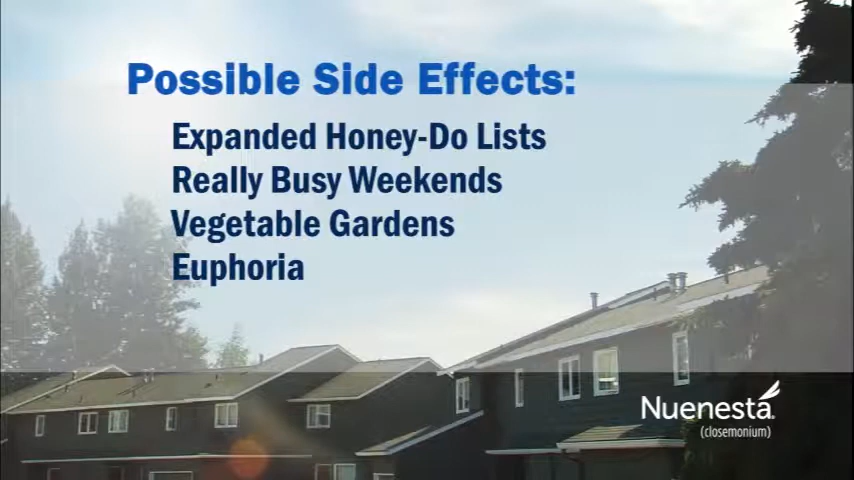 Possible Side Effects:
Expanded Honey-Do Lists
Really Busy Weekends
Vegetable Gardens
Euphoria
Nuenesta
(closemonium)